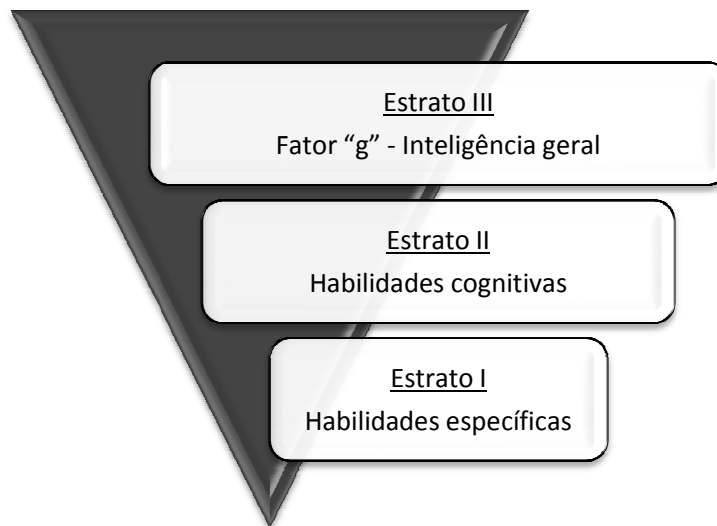 Estrato III
Fator “g” - Inteligência geral
Estrato II
Habilidades cognitivas
Estrato I
Habilidades específicas